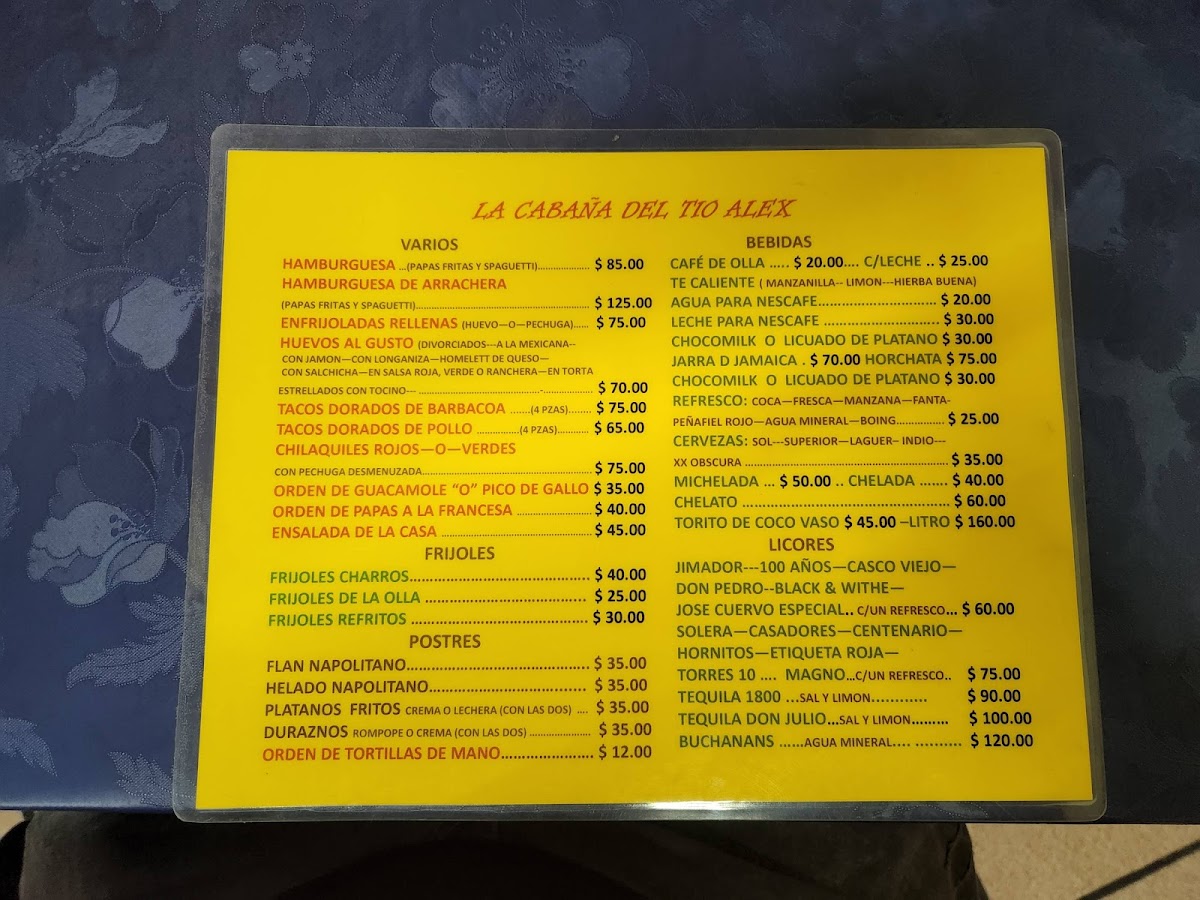 LA CABAÑA DEL TIO ALEX
VARIOS
HAMBURGUESA ...(PAPAS FRITAS Y SPAGUETTI)................... $ 85.00
HAMBURGUESA DE ARRACHERA
(PAPAS FRITAS Y SPAGUETTI)................................................................ $ 125.00
ENFRIJOLADAS RELLENAS (HUEVO—O—PECHUGA)...... $ 75.00
HUEVOS AL GUSTO (DIVORCIADOS---A LA MEXICANA--
CON JAMON—CON LONGANIZA—HOMELETT DE QUESO—
CON SALCHICHA—EN SALSA ROJA, VERDE O RANCHERA—EN TORTA
ESTRELLADOS CON TOCINO--- ................................................................ $ 70.00
TACOS DORADOS DE BARBACOA .......(4 PZAS)........ $ 75.00
TACOS DORADOS DE POLLO ................(4 PZAS)............ $ 65.00
CHILAQUILES ROJOS—O—VERDES
CON PECHUGA DESMENUZADA.............................................................. $ 75.00
ORDEN DE GUACAMOLE “O” PICO DE GALLO $ 35.00
ORDEN DE PAPAS A LA FRANCESA ............................ $ 40.00
ENSALADA DE LA CASA ........................................................ $ 45.00
FRIJOLES
FRIJOLES CHARROS.......................................... $ 40.00
FRIJOLES DE LA OLLA ...................................... $ 25.00
FRIJOLES REFRITOS ......................................... $ 30.00
POSTRES
FLAN NAPOLITANO........................................... $ 35.00
HELADO NAPOLITANO..................................... $ 35.00
PLATANOS FRITOS CREMA O LECHERA (CON LAS DOS) .... $ 35.00
DURAZNOS ROMPOPE O CREMA (CON LAS DOS) ...................... $ 35.00
ORDEN DE TORTILLAS DE MANO...................... $ 12.00
BEBIDAS
CAFÉ DE OLLA ..... $ 20.00.... C/LECHE .. $ 25.00
TE CALIENTE ( MANZANILLA-- LIMON---HIERBA BUENA)
AGUA PARA NESCAFE............................ $ 20.00
LECHE PARA NESCAFE ........................... $ 30.00
CHOCOMILK O LICUADO DE PLATANO $ 30.00
JARRA D JAMAICA . $ 70.00 HORCHATA $ 75.00
CHOCOMILK O LICUADO DE PLATANO $ 30.00
REFRESCO: COCA—FRESCA—MANZANA—FANTA-
PEÑAFIEL ROJO—AGUA MINERAL—BOING................ $ 25.00
CERVEZAS: SOL---SUPERIOR—LAGUER– INDIO---
XX OBSCURA ....................................................................... $ 35.00
MICHELADA ... $ 50.00 .. CHELADA ....... $ 40.00
CHELATO ................................................. $ 60.00
TORITO DE COCO VASO $ 45.00 –LITRO $ 160.00
LICORES
JIMADOR---100 AÑOS—CASCO VIEJO—
DON PEDRO--BLACK & WITHE—
JOSE CUERVO ESPECIAL.. C/UN REFRESCO... $ 60.00
SOLERA—CASADORES—CENTENARIO—
HORNITOS—ETIQUETA ROJA—
TORRES 10 .... MAGNO...C/UN REFRESCO.. $ 75.00
TEQUILA 1800 ...SAL Y LIMON............ $ 90.00
TEQUILA DON JULIO...SAL Y LIMON......... $ 100.00
BUCHANANS ......AGUA MINERAL.... .......... $ 120.00